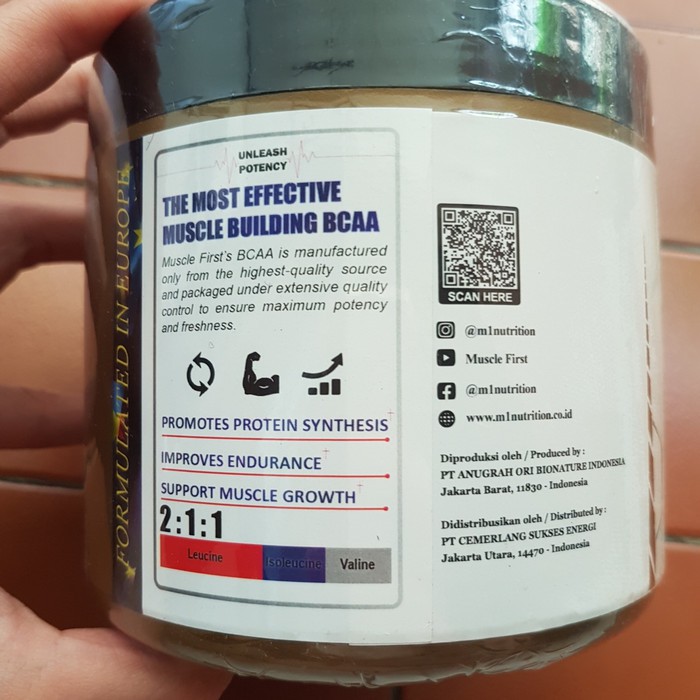 FORMULATED IN EUROPE
UNLEASH
POTENCY
THE MOST EFFECTIVE
MUSCLE BUILDING BCAA
Muscle First's BCAA is manufactured
only from the highest-quality source
and packaged under extensive quality
control to ensure maximum potency
and freshness.
PROMOTES PROTEIN SYNTHESIS†
IMPROVES ENDURANCE†
SUPPORT MUSCLE GROWTH†
2:1:1
Leucine
Isoleucine
Valine
SCAN HERE
@m1nutrition
Muscle First
@m1nutrition
www.m1nutrition.co.id
Diproduksi oleh / Produced by :
PT ANUGRAH ORI BIONATURE INDONESIA
Jakarta Barat, 11830 - Indonesia
Didistribusikan oleh / Distributed by :
PT CEMERLANG SUKSES ENERGI
Jakarta Utara, 14470 - Indonesia